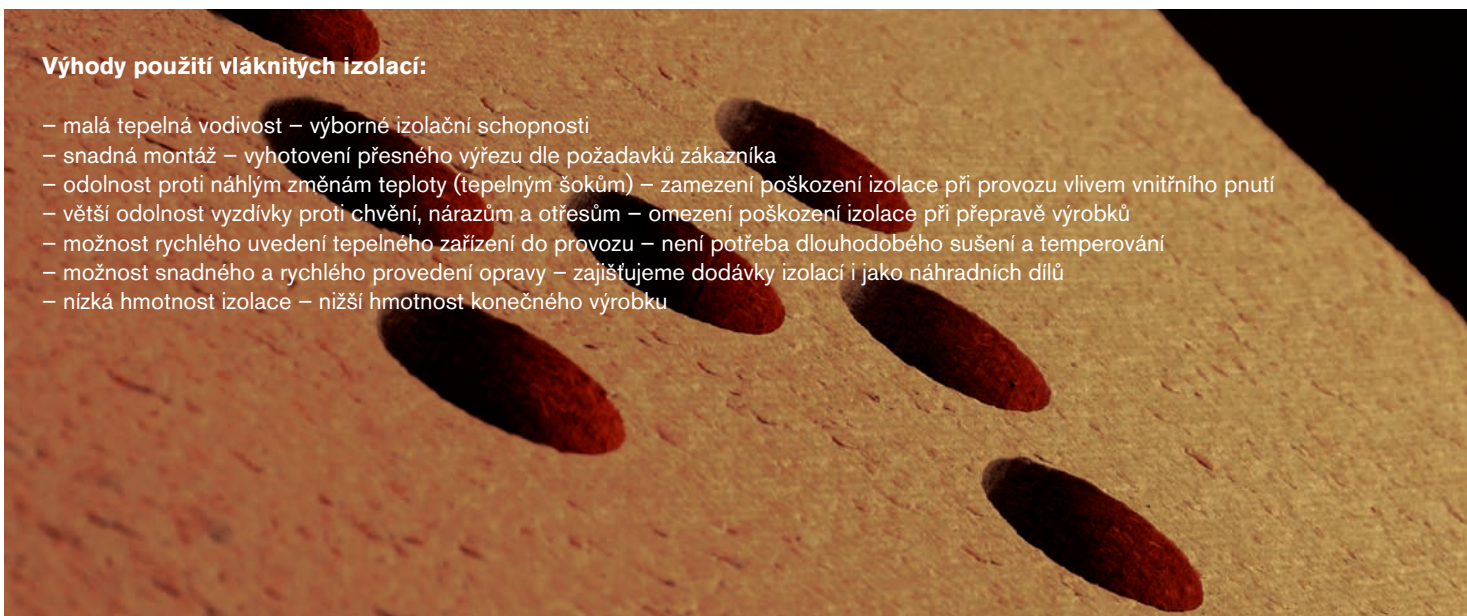 Výhody použití vláknitých izolací:
– malá tepelná vodivost – výborné izolační schopnosti
– snadná montáž – vyhotovení přesného výřezu dle požadavků zákazníka
– odolnost proti náhlým změnám teploty (tepelným šokům) – zamezení poškození izolace při provozu vlivem vnitřního pnutí
– větší odolnost vyzdívky proti chvění, nárazům a otřesům – omezení poškození izolace při přepravě výrobků
– možnost rychlého uvedení tepelného zařízení do provozu – není potřeba dlouhodobého sušení a temperování
– možnost snadného a rychlého provedení opravy – zajišťujeme dodávky izolací i jako náhradních dílů
– nízká hmotnost izolace – nižší hmotnost konečného výrobku